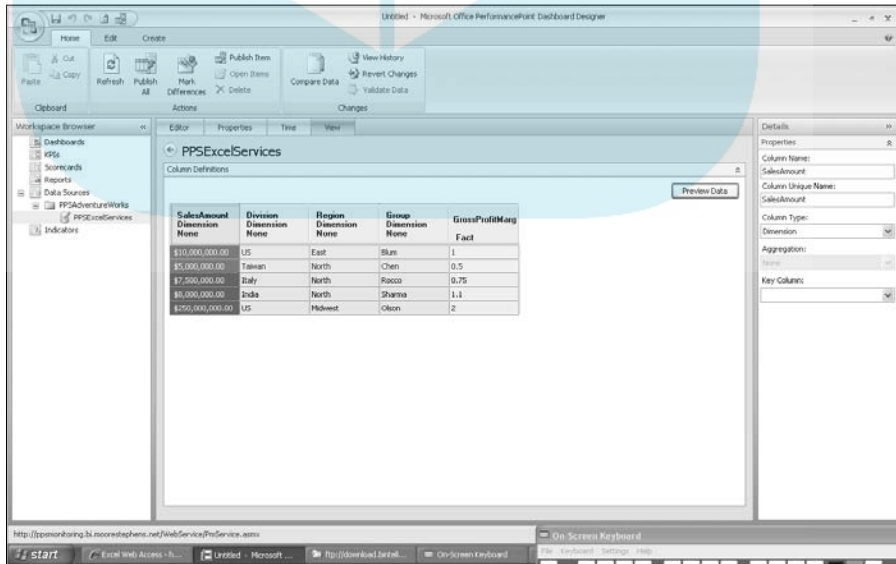 Untitled - Microsoft Office PerformancePoint Dashboard Designer
Home Edit Create
Paste
Cut
Copy
Clipboard
Refresh
Publish All
Mark Differences
Publish Item
Open Items
Delete
Actions
Compare Data
View History
Revert Changes
Validate Data
Changes
Workspace Browser
Dashboards
KPIs
Scorecards
Reports
Data Sources
PPSAdventureWorks
PPSExcelServices
Indicators
Editor Properties Time View
PPSExcelServices
Column Definitions
Preview Data
SalesAmount Division Region Group GrossProfitMarg
Dimension Dimension Dimension Dimension Fact
None None None None
$10,000,000.00 US East Blum 1
$5,000,000.00 Taiwan North Chen 0.5
$7,500,000.00 Italy North Rocco 0.75
$8,000,000.00 India North Sharma 1.1
$250,000,000.00 US Midwest Olson 2
Details
Properties
Column Name:
SalesAmount
Column Unique Name:
SalesAmount
Column Type:
Dimension
Aggregation:
None
Key Column:
http://ppsmonitoring.bi.moorestephens.net/WebService/PmService.asmx
On-Screen Keyboard
File Keyboard Settings Help
start
Excel Web Access - h...
Untitled - Microsoft ...
ftp://download.bintell...
On-Screen Keyboard